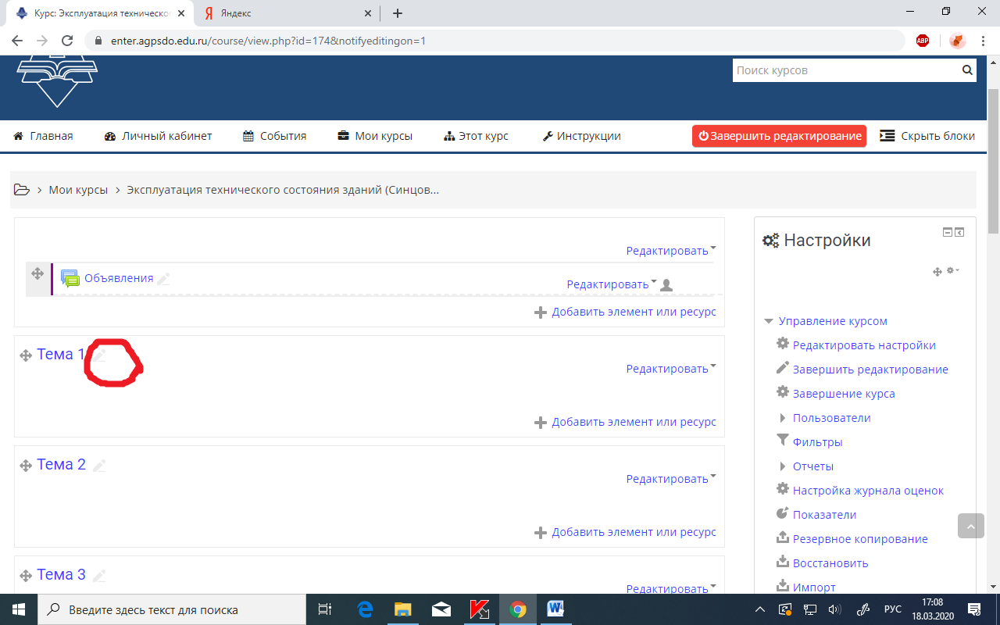 Курс: Эксплуатация техническо
Яндекс
enter.agpsdo.edu.ru/course/view.php?id=174&notifyeditingon=1
ABP
Поиск курсов
Главная Личный кабинет События Мои курсы Этот курс Инструкции Завершить редактирование Скрыть блоки
Мои курсы Эксплуатация технического состояния зданий (Синцов...
Редактировать
Объявления
Редактировать
Добавить элемент или ресурс
Тема 1
Редактировать
Добавить элемент или ресурс
Тема 2
Редактировать
Добавить элемент или ресурс
Тема 3
Редактировать
Настройки
Управление курсом
Редактировать настройки
Завершить редактирование
Завершение курса
Пользователи
Фильтры
Отчеты
Настройка журнала оценок
Показатели
Резервное копирование
Восстановить
Импорт
Введите здесь текст для поиска
РУС
17:08
18.03.2020